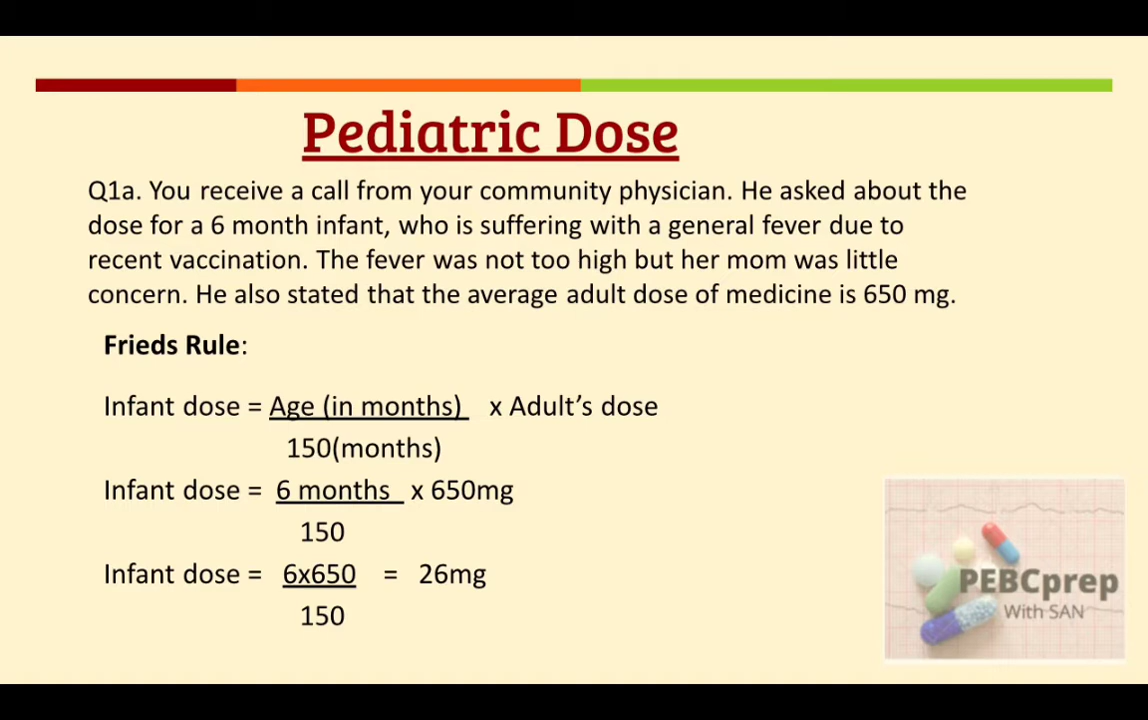 Pediatric Dose
Q1a. You receive a call from your community physician. He asked about the
dose for a 6 month infant, who is suffering with a general fever due to
recent vaccination. The fever was not too high but her mom was little
concern. He also stated that the average adult dose of medicine is 650 mg.
Frieds Rule:
Infant dose = Age (in months) x Adult’s dose
150(months)
Infant dose = 6 months x 650mg
150
Infant dose = 6x650 = 26mg
150
PEBCprep
With SAN